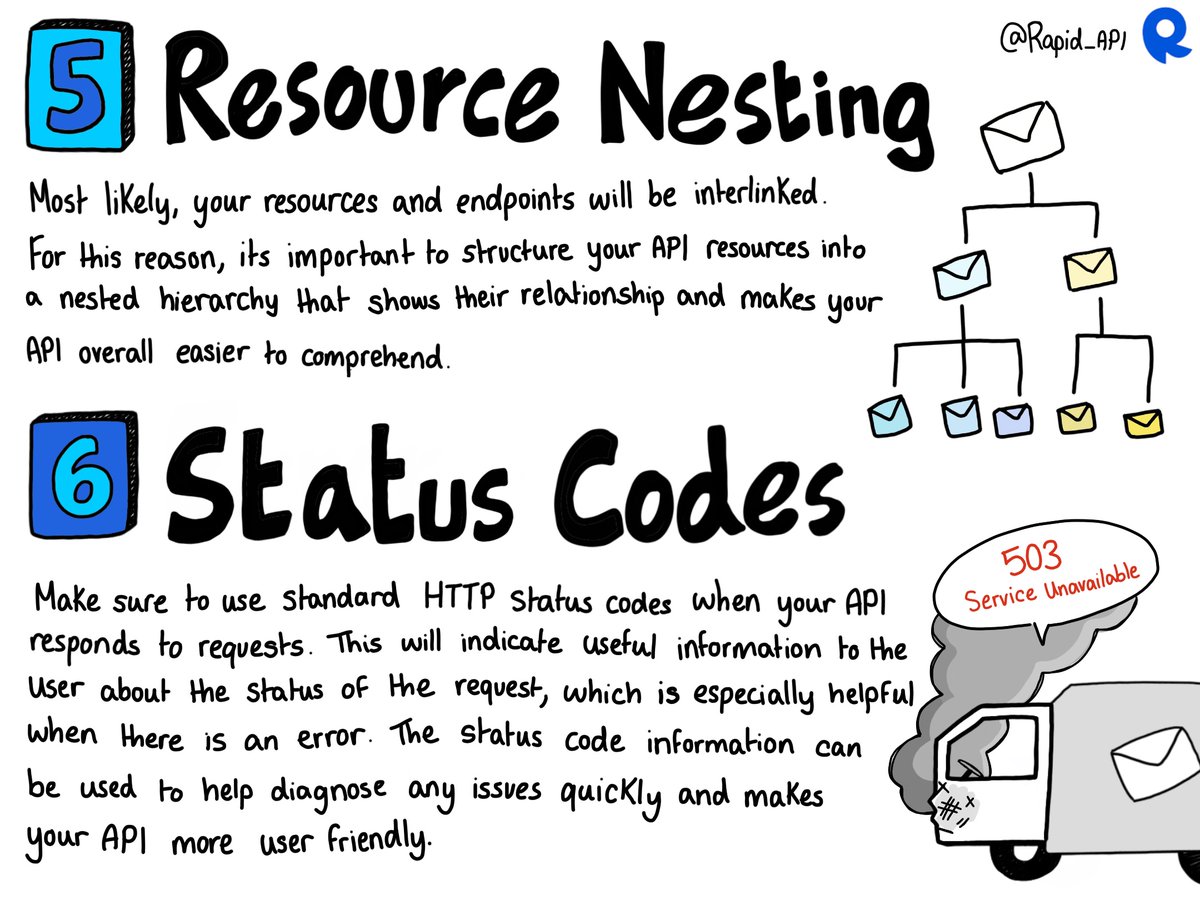 @Rapid_API
5 Resource Nesting
Most likely, your resources and endpoints will be interlinked.
For this reason, its important to structure your API resources into
a nested hierarchy that shows their relationship and makes your
API overall easier to comprehend.
6 Status Codes
503
Service Unavailable
Make sure to use standard HTTP status codes when your API
responds to requests. This will indicate useful information to the
user about the status of the request, which is especially helpful
when there is an error. The status code information can
be used to help diagnose any issues quickly and makes
your API more user friendly.